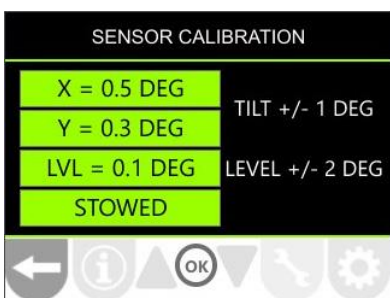 SENSOR CALIBRATION
X = 0.5 DEG
Y = 0.3 DEG
TILT +/- 1 DEG
LVL = 0.1 DEG
LEVEL +/- 2 DEG
STOWED
OK